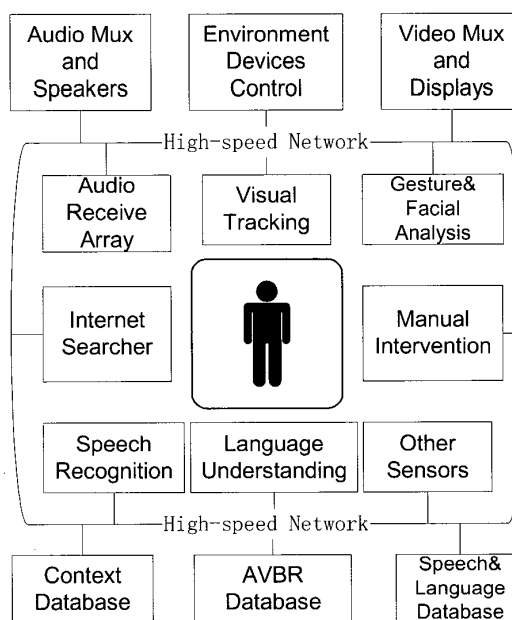 Audio Mux
and
Speakers
Environment
Devices
Control
Video Mux
and
Displays
High-speed Network
Audio
Receive
Array
Visual
Tracking
Gesture&
Facial
Analysis
Internet
Searcher
Manual
Intervention
Speech
Recognition
Language
Understanding
Other
Sensors
High-speed Network
Context
Database
AVBR
Database
Speech&
Language
Database